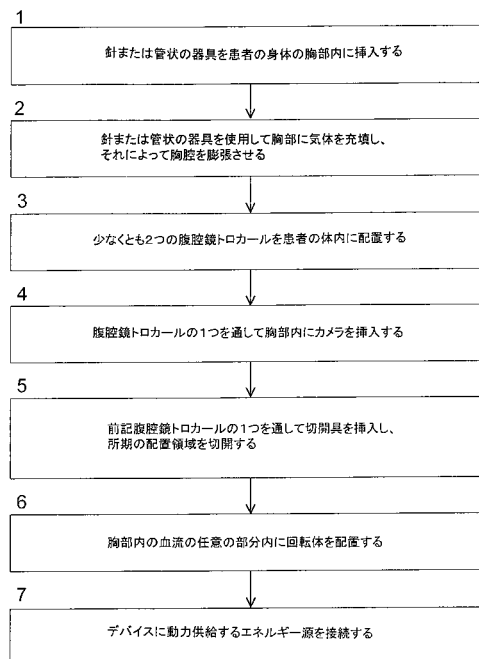 1
針または管状の器具を患者の身体の胸部内に挿入する
2
針または管状の器具を使用して胸部に気体を充填し、
それによって胸腔を膨張させる
3
少なくとも2つの腹腔鏡トロカールを患者の体内に配置する
4
腹腔鏡トロカールの1つを通して胸部内にカメラを挿入する
5
前記腹腔鏡トロカールの1つを通して切開具を挿入し、
所期の配置領域を切開する
6
胸部内の血流の任意の部分内に回転体を配置する
7
デバイスに動力供給するエネルギー源を接続する